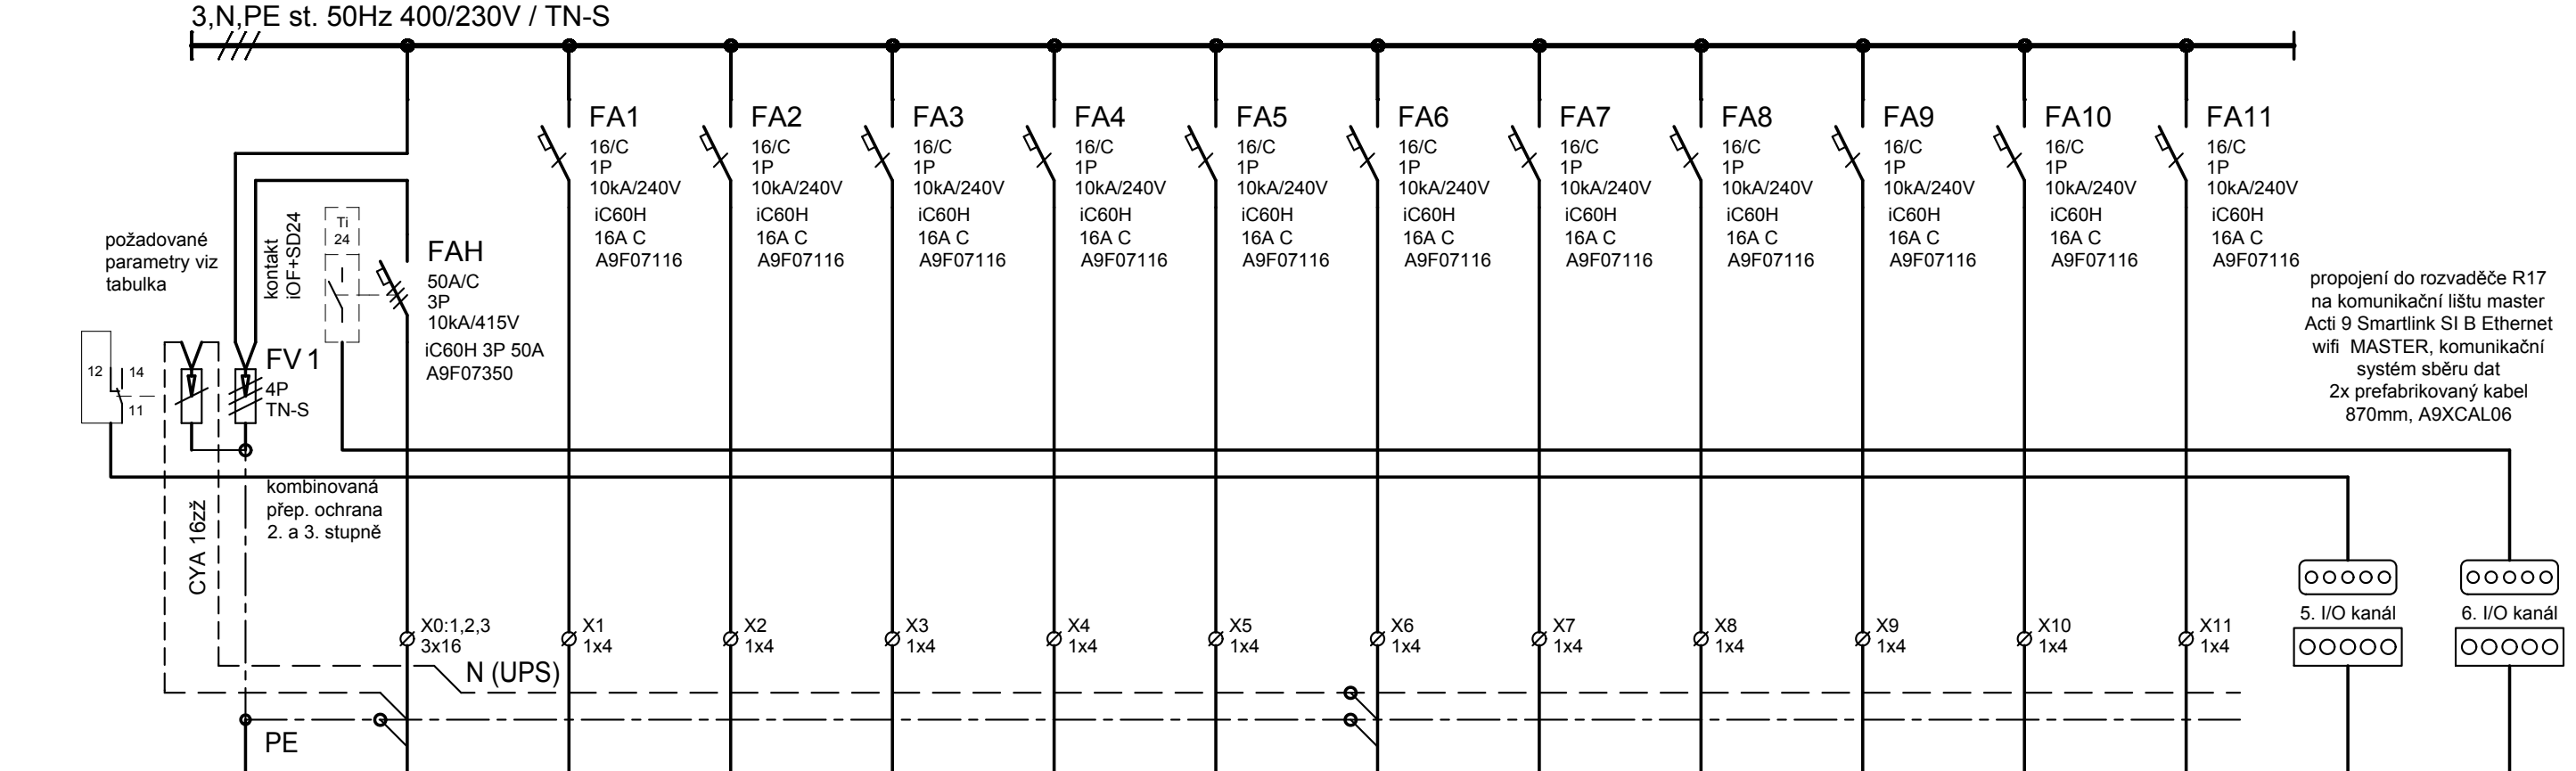 3,N,PE st. 50Hz 400/230V / TN-S
požadované
parametry viz
tabulka
12
14
11
kontakt
iOF+SD24
Ti
24
FV 1
4P
TN-S
kombinovaná
přep. ochrana
2. a 3. stupně
CYA 16zž
FAH
50A/C
3P
10kA/415V
iC60H 3P 50A
A9F07350
FA1
16/C
1P
10kA/240V
iC60H
16A C
A9F07116
FA2
16/C
1P
10kA/240V
iC60H
16A C
A9F07116
FA3
16/C
1P
10kA/240V
iC60H
16A C
A9F07116
FA4
16/C
1P
10kA/240V
iC60H
16A C
A9F07116
FA5
16/C
1P
10kA/240V
iC60H
16A C
A9F07116
FA6
16/C
1P
10kA/240V
iC60H
16A C
A9F07116
FA7
16/C
1P
10kA/240V
iC60H
16A C
A9F07116
FA8
16/C
1P
10kA/240V
iC60H
16A C
A9F07116
FA9
16/C
1P
10kA/240V
iC60H
16A C
A9F07116
FA10
16/C
1P
10kA/240V
iC60H
16A C
A9F07116
FA11
16/C
1P
10kA/240V
iC60H
16A C
A9F07116
propojení do rozvaděče R17
na komunikační lištu master
Acti 9 Smartlink SI B Ethernet
wifi MASTER, komunikační
systém sběru dat
2x prefabrikovaný kabel
870mm, A9XCAL06
X0:1,2,3
3x16
X1
1x4
X2
1x4
X3
1x4
X4
1x4
X5
1x4
X6
1x4
X7
1x4
X8
1x4
X9
1x4
X10
1x4
X11
1x4
5. I/O kanál
6. I/O kanál
N (UPS)
PE